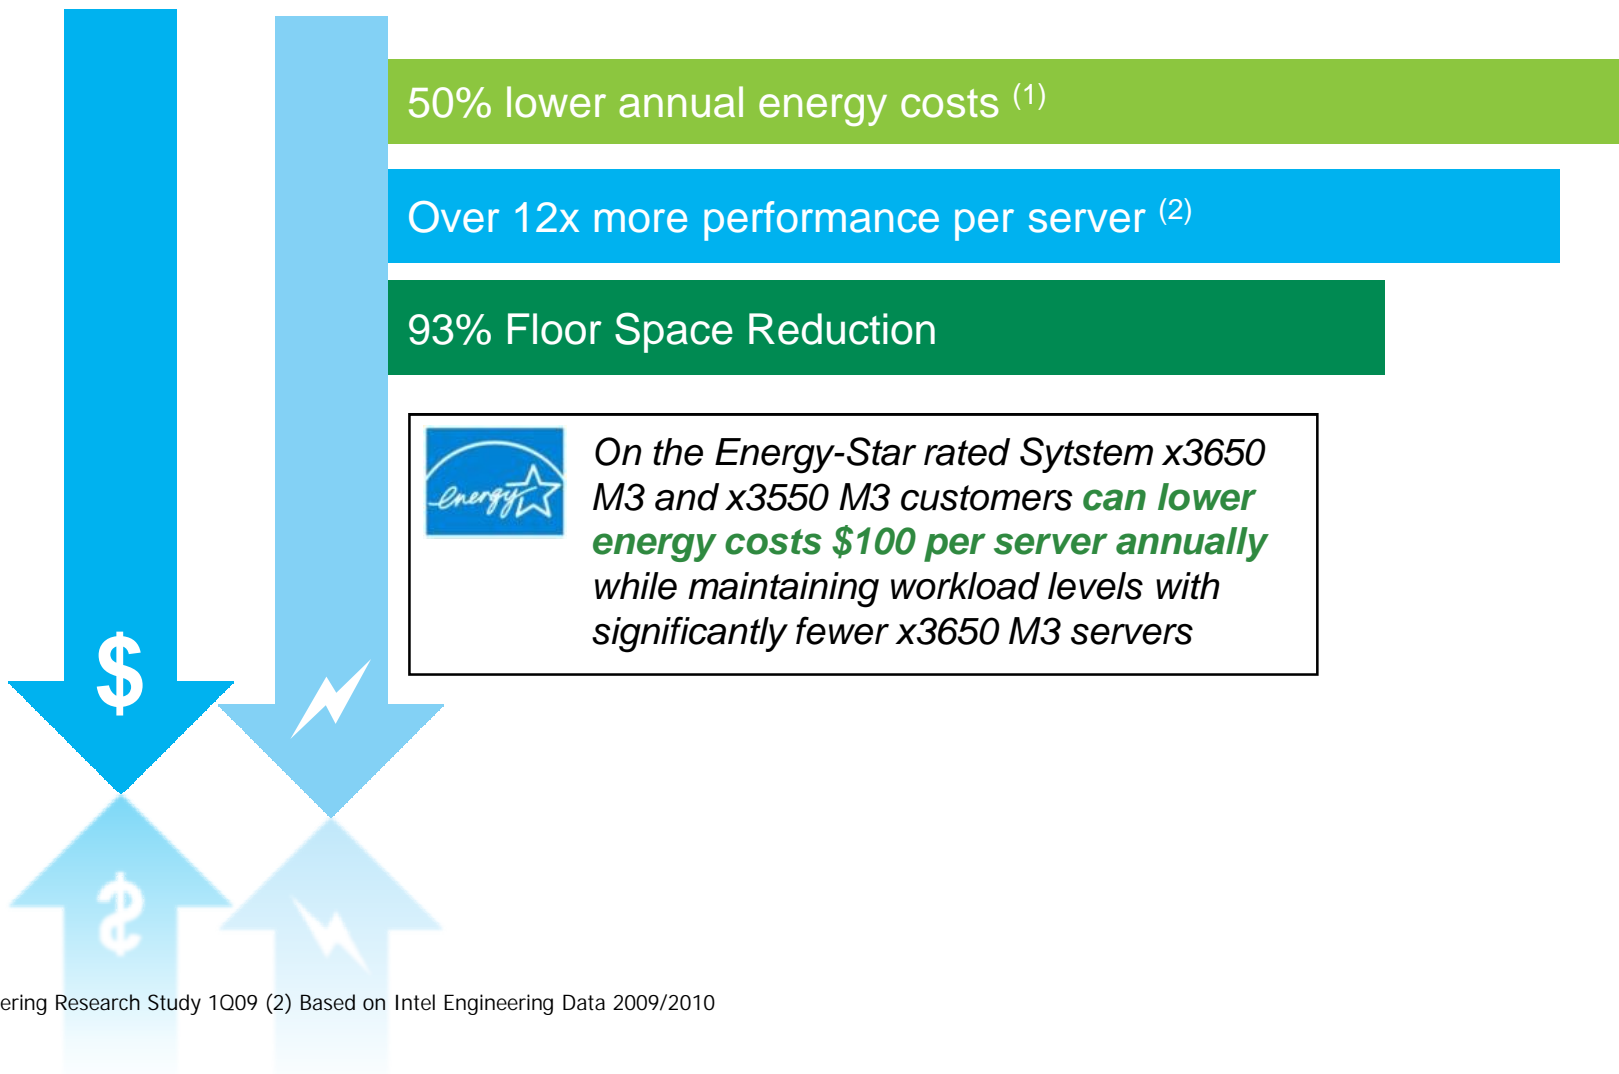 50% lower annual energy costs (1)
Over 12x more performance per server (2)
93% Floor Space Reduction
energy
On the Energy-Star rated Sytstem x3650
M3 and x3550 M3 customers can lower
energy costs $100 per server annually
while maintaining workload levels with
significantly fewer x3650 M3 servers
$
ering Research Study 1Q09 (2) Based on Intel Engineering Data 2009/2010